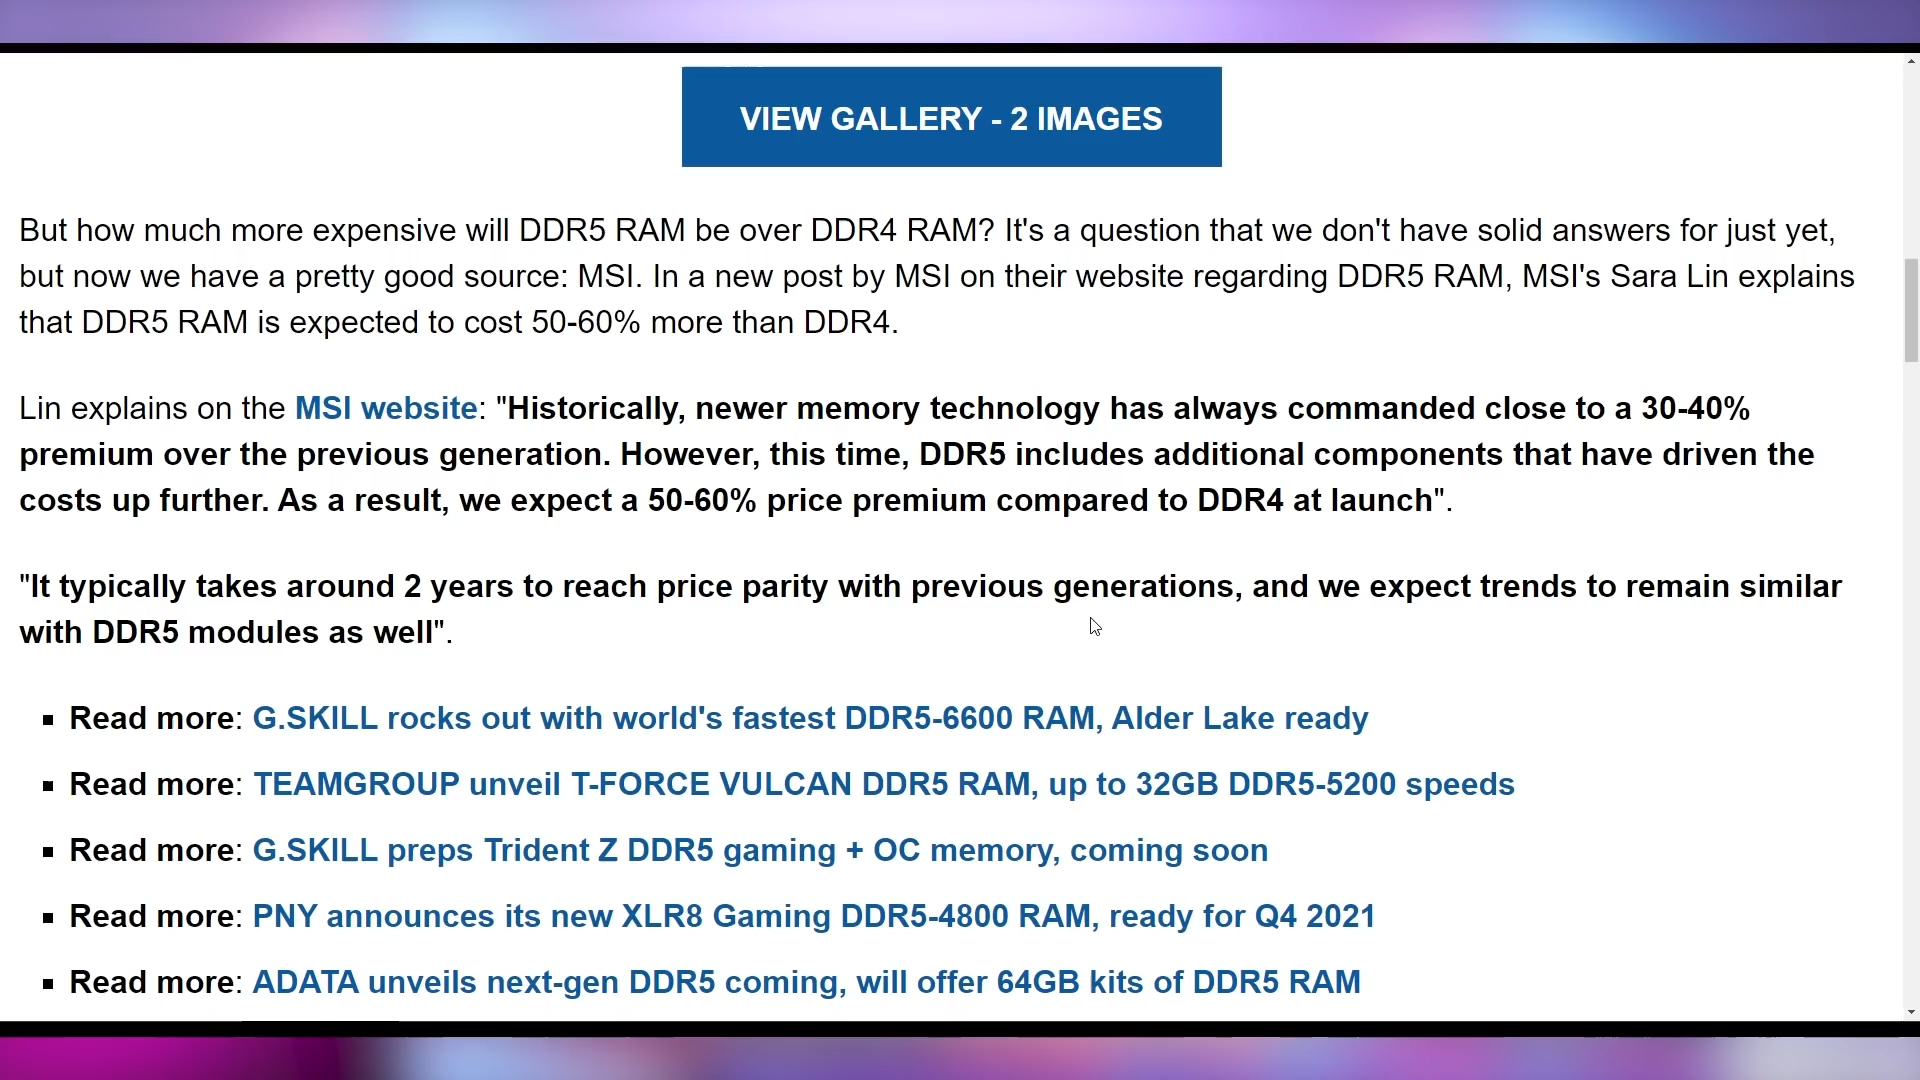 VIEW GALLERY - 2 IMAGES
But how much more expensive will DDR5 RAM be over DDR4 RAM? It's a question that we don't have solid answers for just yet,
but now we have a pretty good source: MSI. In a new post by MSI on their website regarding DDR5 RAM, MSI's Sara Lin explains
that DDR5 RAM is expected to cost 50-60% more than DDR4.
Lin explains on the MSI website: "Historically, newer memory technology has always commanded close to a 30-40%
premium over the previous generation. However, this time, DDR5 includes additional components that have driven the
costs up further. As a result, we expect a 50-60% price premium compared to DDR4 at launch".
"It typically takes around 2 years to reach price parity with previous generations, and we expect trends to remain similar
with DDR5 modules as well".
▪ Read more: G.SKILL rocks out with world's fastest DDR5-6600 RAM, Alder Lake ready
▪ Read more: TEAMGROUP unveil T-FORCE VULCAN DDR5 RAM, up to 32GB DDR5-5200 speeds
▪ Read more: G.SKILL preps Trident Z DDR5 gaming + OC memory, coming soon
▪ Read more: PNY announces its new XLR8 Gaming DDR5-4800 RAM, ready for Q4 2021
▪ Read more: ADATA unveils next-gen DDR5 coming, will offer 64GB kits of DDR5 RAM